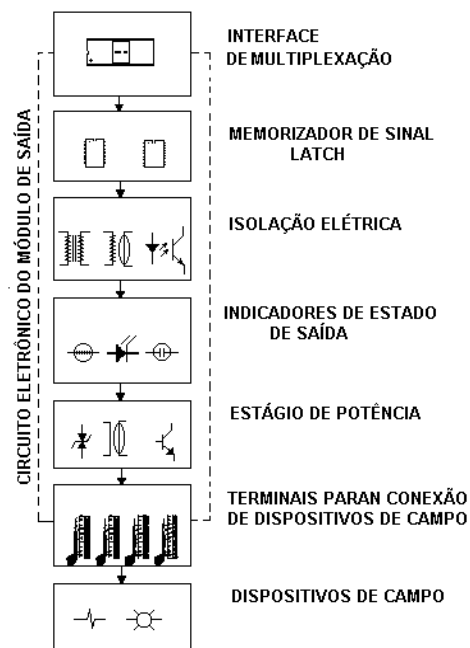 CIRCUITO ELETRÔNICO DO MÓDULO DE SAÍDA
INTERFACE
DE MULTIPLEXAÇÃO
MEMORIZADOR DE SINAL
LATCH
ISOLAÇÃO ELÉTRICA
INDICADORES DE ESTADO
DE SAÍDA
ESTÁGIO DE POTÊNCIA
TERMINAIS PARAN CONEXÃO
DE DISPOSITIVOS DE CAMPO
DISPOSITIVOS DE CAMPO